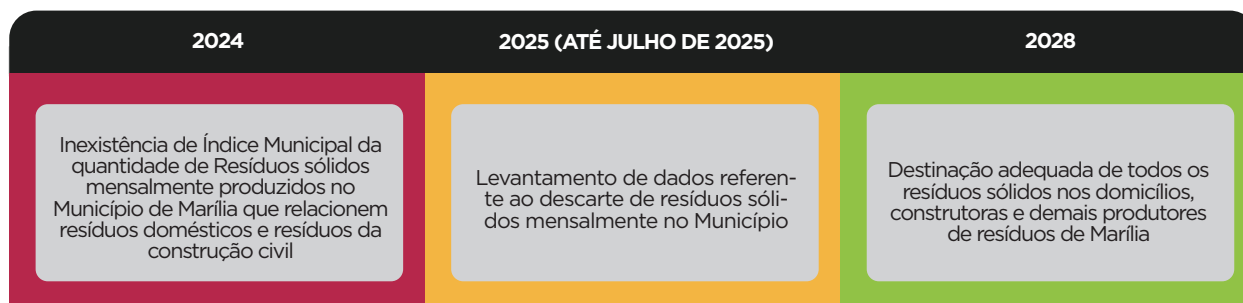 2024
2025 (ATÉ JULHO DE 2025)
2028
Inexistência de Índice Municipal da
quantidade de Resíduos sólidos
mensalmente produzidos no
Município de Marília que relacionem
resíduos domésticos e resíduos da
construção civil
Levantamento de dados referen-
te ao descarte de resíduos sóli-
dos mensalmente no Município
Destinação adequada de todos os
resíduos sólidos nos domicílios,
construtoras e demais produtores
de resíduos de Marília